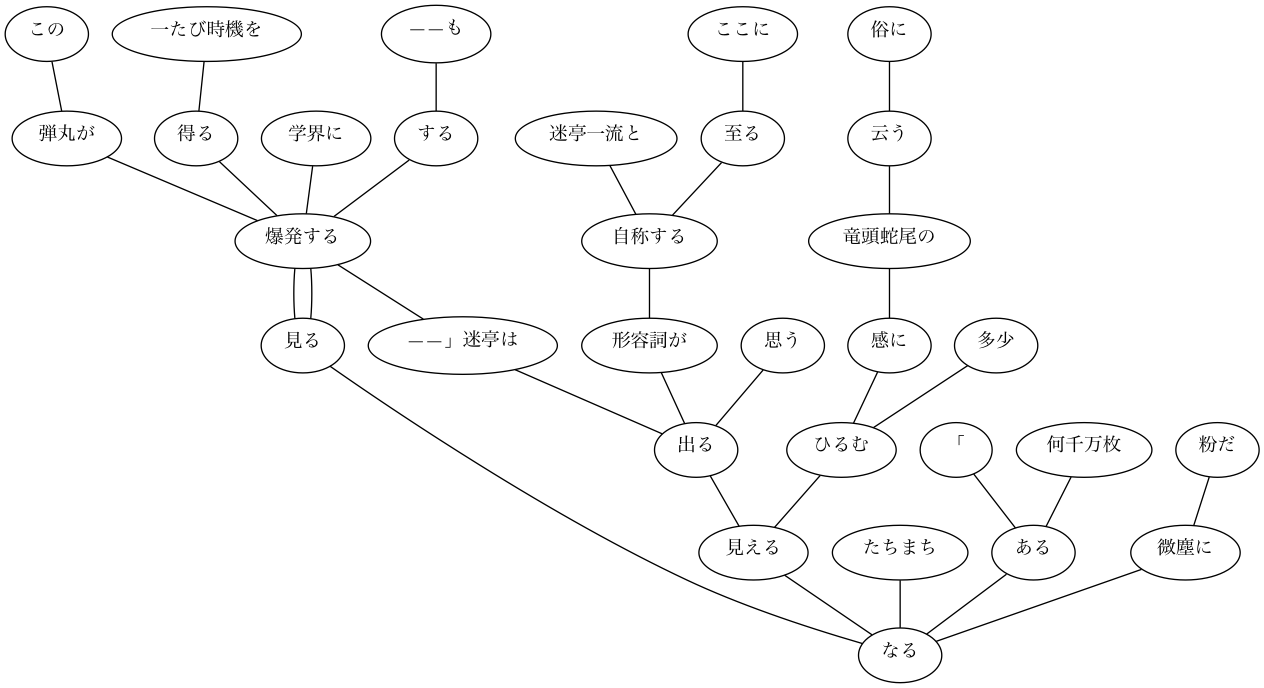 この 一たび時機を ――も ここに 俗に
弾丸が 得る 学界に する 迷亭一流と 至る 云う
爆発する 自称する 竜頭蛇尾の
見る ――」迷亭は 形容詞が 思う 感に 多少
出る ひるむ 「 何千万枚 粉だ
見える たちまち ある 微塵に
なる